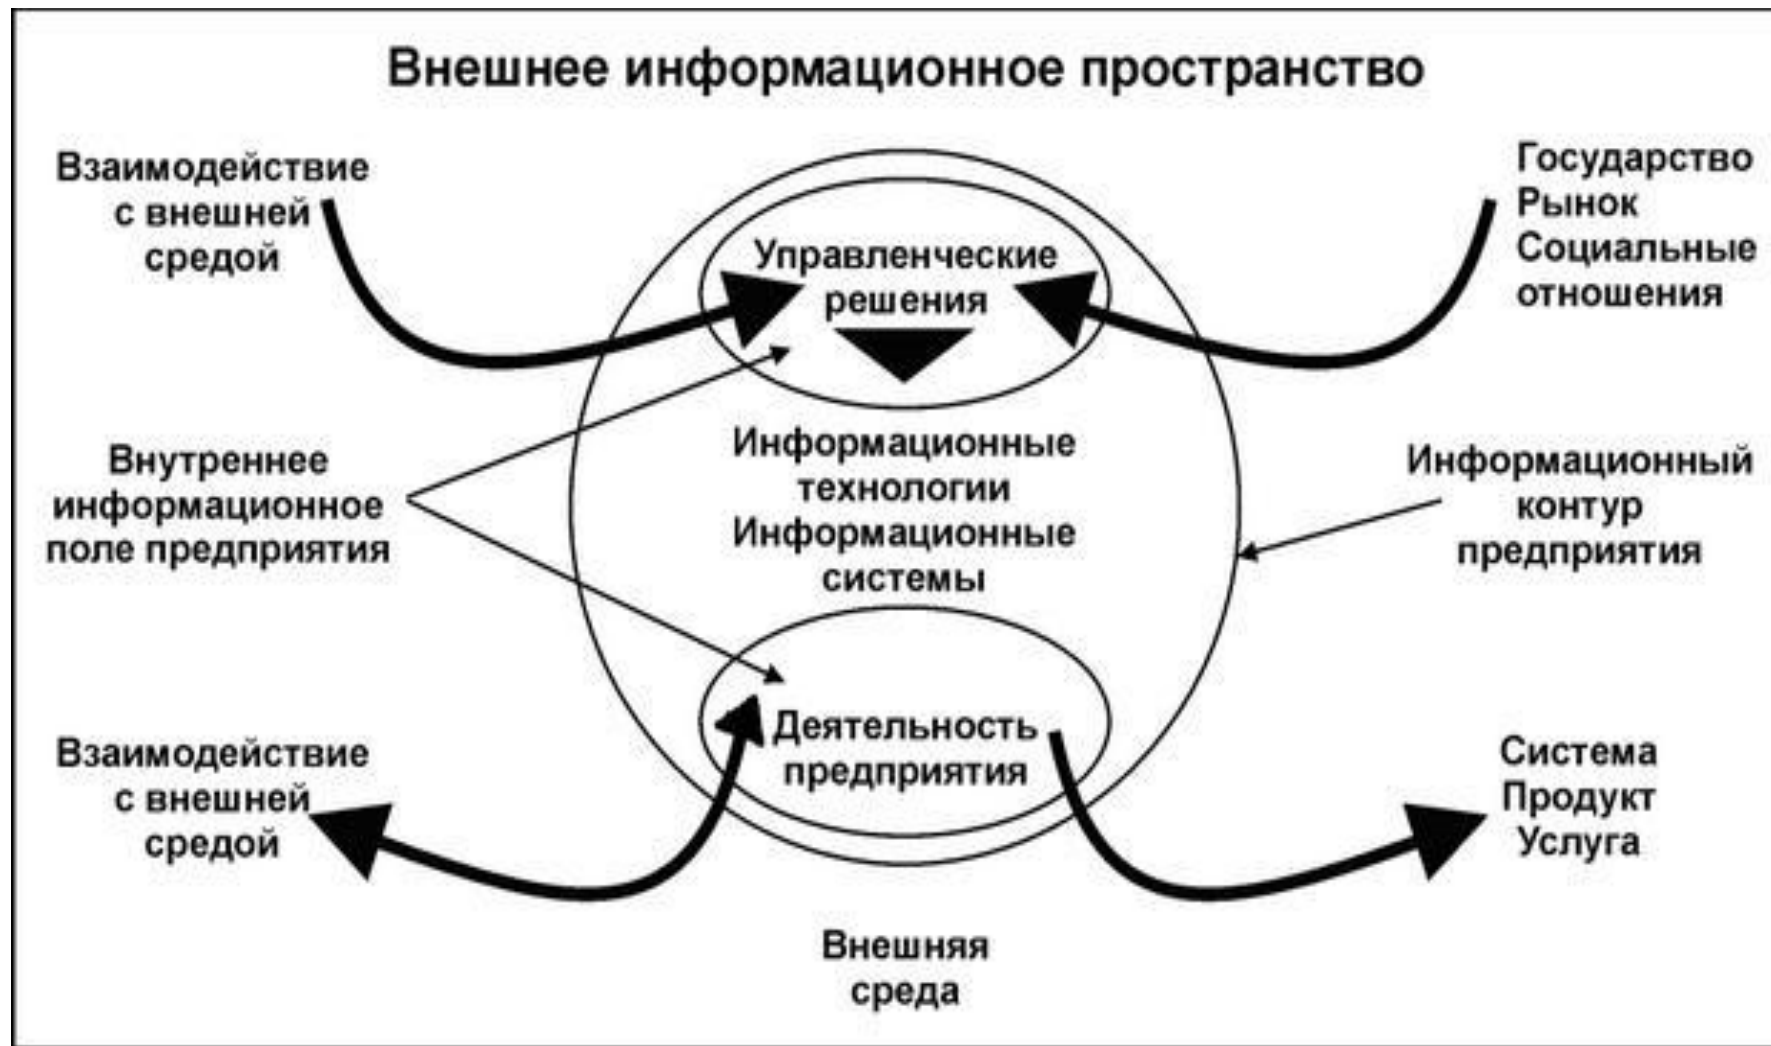 Внешнее информационное пространство
Взаимодействие
с внешней
средой
Государство
Рынок
Социальные
отношения
Управленческие
решения
Внутреннее
информационное
поле предприятия
Информационные
технологии
Информационные
системы
Информационный
контур
предприятия
Взаимодействие
с внешней
средой
Деятельность
предприятия
Система
Продукт
Услуга
Внешняя
среда